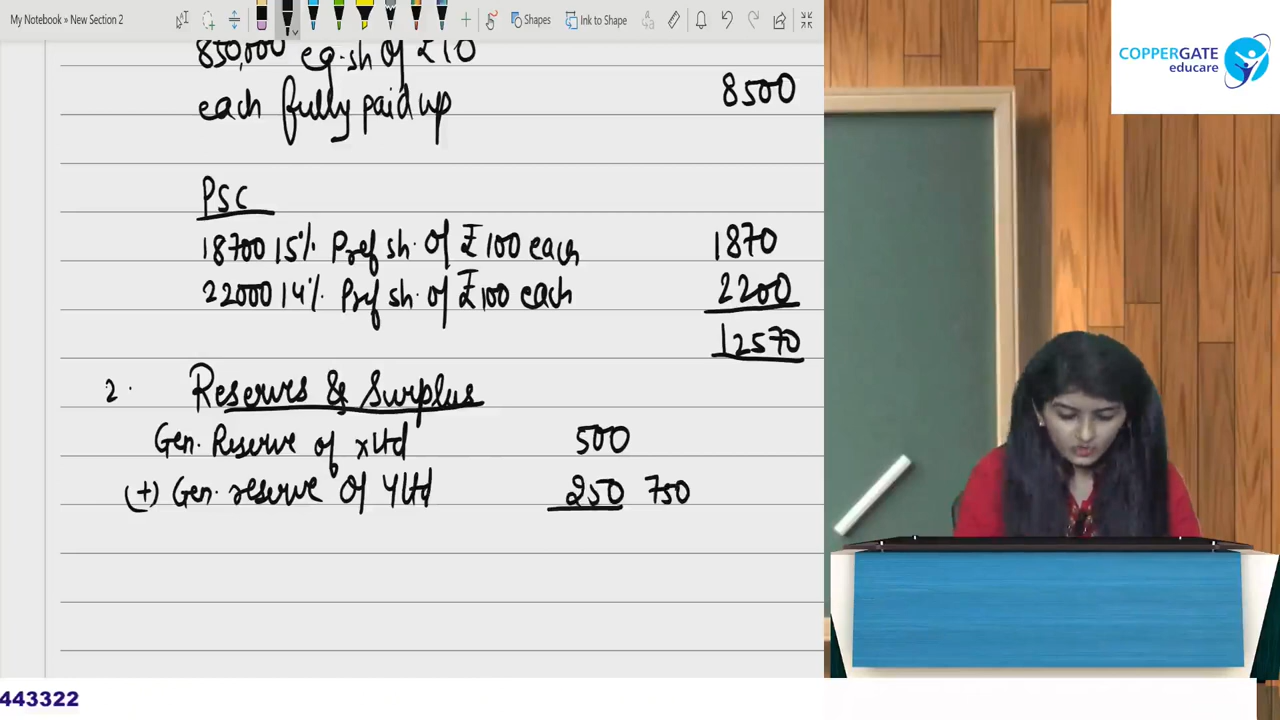 My Notebook » New Section 2
Shapes
Ink to Shape
COPPERGATE
educare
850,000 eq.sh of ₹10
each fully paid up 8500
PSC
18700 15% Pref sh. of ₹100 each 1870
22000 14% Pref sh. of ₹100 each 2200
12570
2. Reserves & Surplus
Gen. Reserve of x Ltd 500
(+) Gen. reserve of Y Ltd 250 750
443322